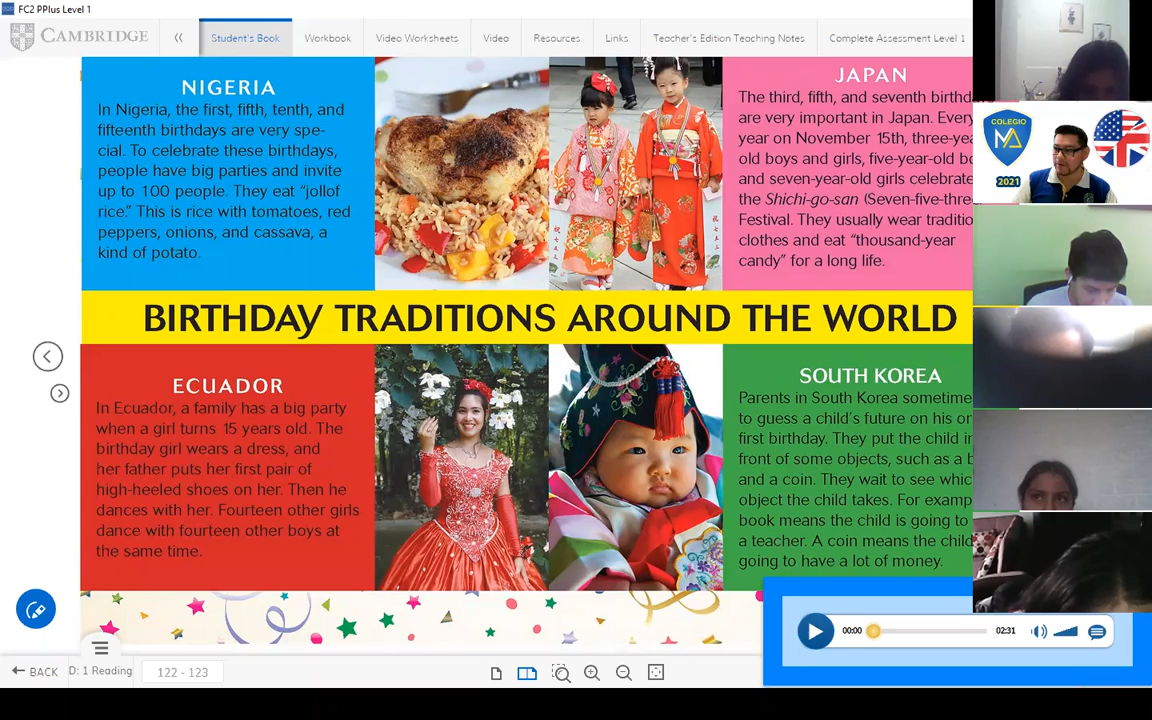 FC2 PPlus Level 1
CAMBRIDGE
Student's Book
Workbook
Video Worksheets
Video
Resources
Links
Teacher's Edition Teaching Notes
Complete Assessment Level 1
NIGERIA
In Nigeria, the first, fifth, tenth, and
fifteenth birthdays are very spe-
cial. To celebrate these birthdays,
people have big parties and invite
up to 100 people. They eat “jollof
rice.” This is rice with tomatoes, red
peppers, onions, and cassava, a
kind of potato.
JAPAN
The third, fifth, and seventh birthd
are very important in Japan. Every
year on November 15th, three-yea
old boys and girls, five-year-old bo
and seven-year-old girls celebrate
the Shichi-go-san (Seven-five-thre
Festival. They usually wear traditio
clothes and eat “thousand-year
candy” for a long life.
BIRTHDAY TRADITIONS AROUND THE WORLD
ECUADOR
In Ecuador, a family has a big party
when a girl turns 15 years old. The
birthday girl wears a dress, and
her father puts her first pair of
high-heeled shoes on her. Then he
dances with her. Fourteen other girls
dance with fourteen other boys at
the same time.
SOUTH KOREA
Parents in South Korea sometime
to guess a child's future on his or
first birthday. They put the child in
front of some objects, such as a b
and a coin. They wait to see whic
object the child takes. For examp
book means the child is going to
a teacher. A coin means the child
going to have a lot of money.
COLEGIO
MA
2021
00:00
02:31
BACK
D: 1 Reading
122 - 123